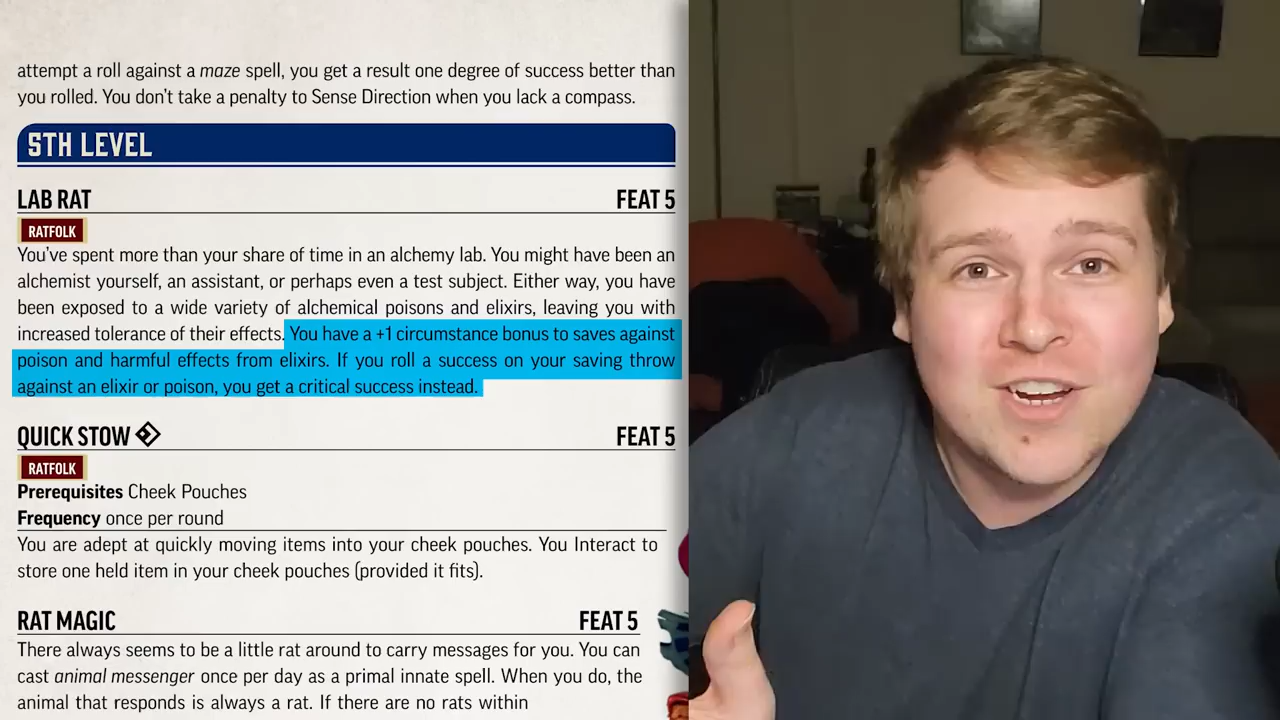 attempt a roll against a maze spell, you get a result one degree of success better than
you rolled. You don't take a penalty to Sense Direction when you lack a compass.
5TH LEVEL
LAB RAT FEAT 5
RATFOLK
You've spent more than your share of time in an alchemy lab. You might have been an
alchemist yourself, an assistant, or perhaps even a test subject. Either way, you have
been exposed to a wide variety of alchemical poisons and elixirs, leaving you with
increased tolerance of their effects. You have a +1 circumstance bonus to saves against
poison and harmful effects from elixirs. If you roll a success on your saving throw
against an elixir or poison, you get a critical success instead.
QUICK STOW FEAT 5
RATFOLK
Prerequisites Cheek Pouches
Frequency once per round
You are adept at quickly moving items into your cheek pouches. You Interact to
store one held item in your cheek pouches (provided it fits).
RAT MAGIC FEAT 5
There always seems to be a little rat around to carry messages for you. You can
cast animal messenger once per day as a primal innate spell. When you do, the
animal that responds is always a rat. If there are no rats within